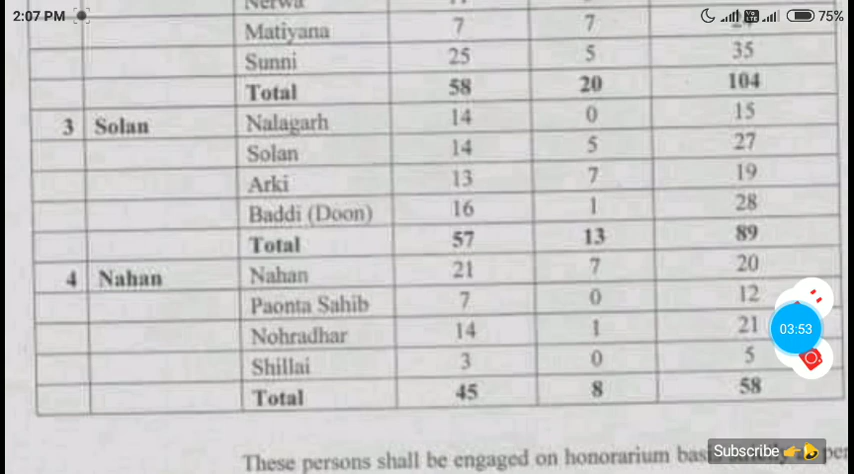 2:07 PM 75%
Nerwa
Matiyana 7 7
Sunni 25 5 35
Total 58 20 104
3 Solan Nalagarh 14 0 15
Solan 14 5 27
Arki 13 7 19
Baddi (Doon) 16 1 28
Total 57 13 89
4 Nahan Nahan 21 7 20
Paonta Sahib 7 0 12
Nohradhar 14 1 21
Shillai 3 0 5
Total 45 8 58
03:53
These persons shall be engaged on honorarium
Subscribe